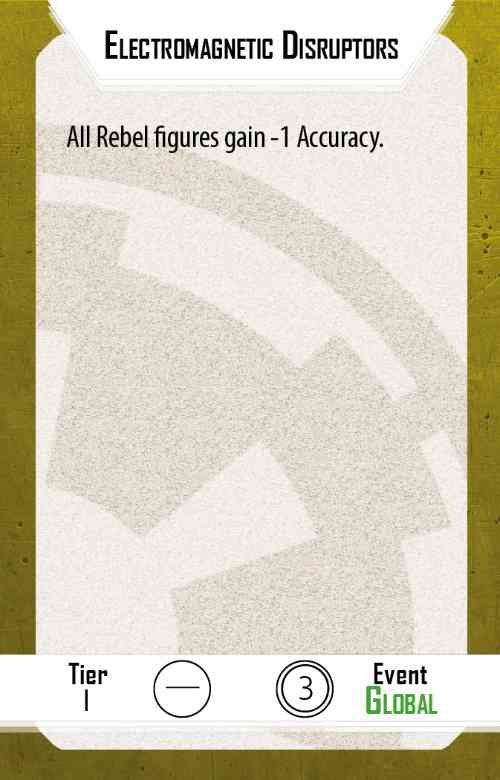 Electromagnetic Disruptors
All Rebel figures gain -1 Accuracy.
Tier
I
—
3
Event
Global